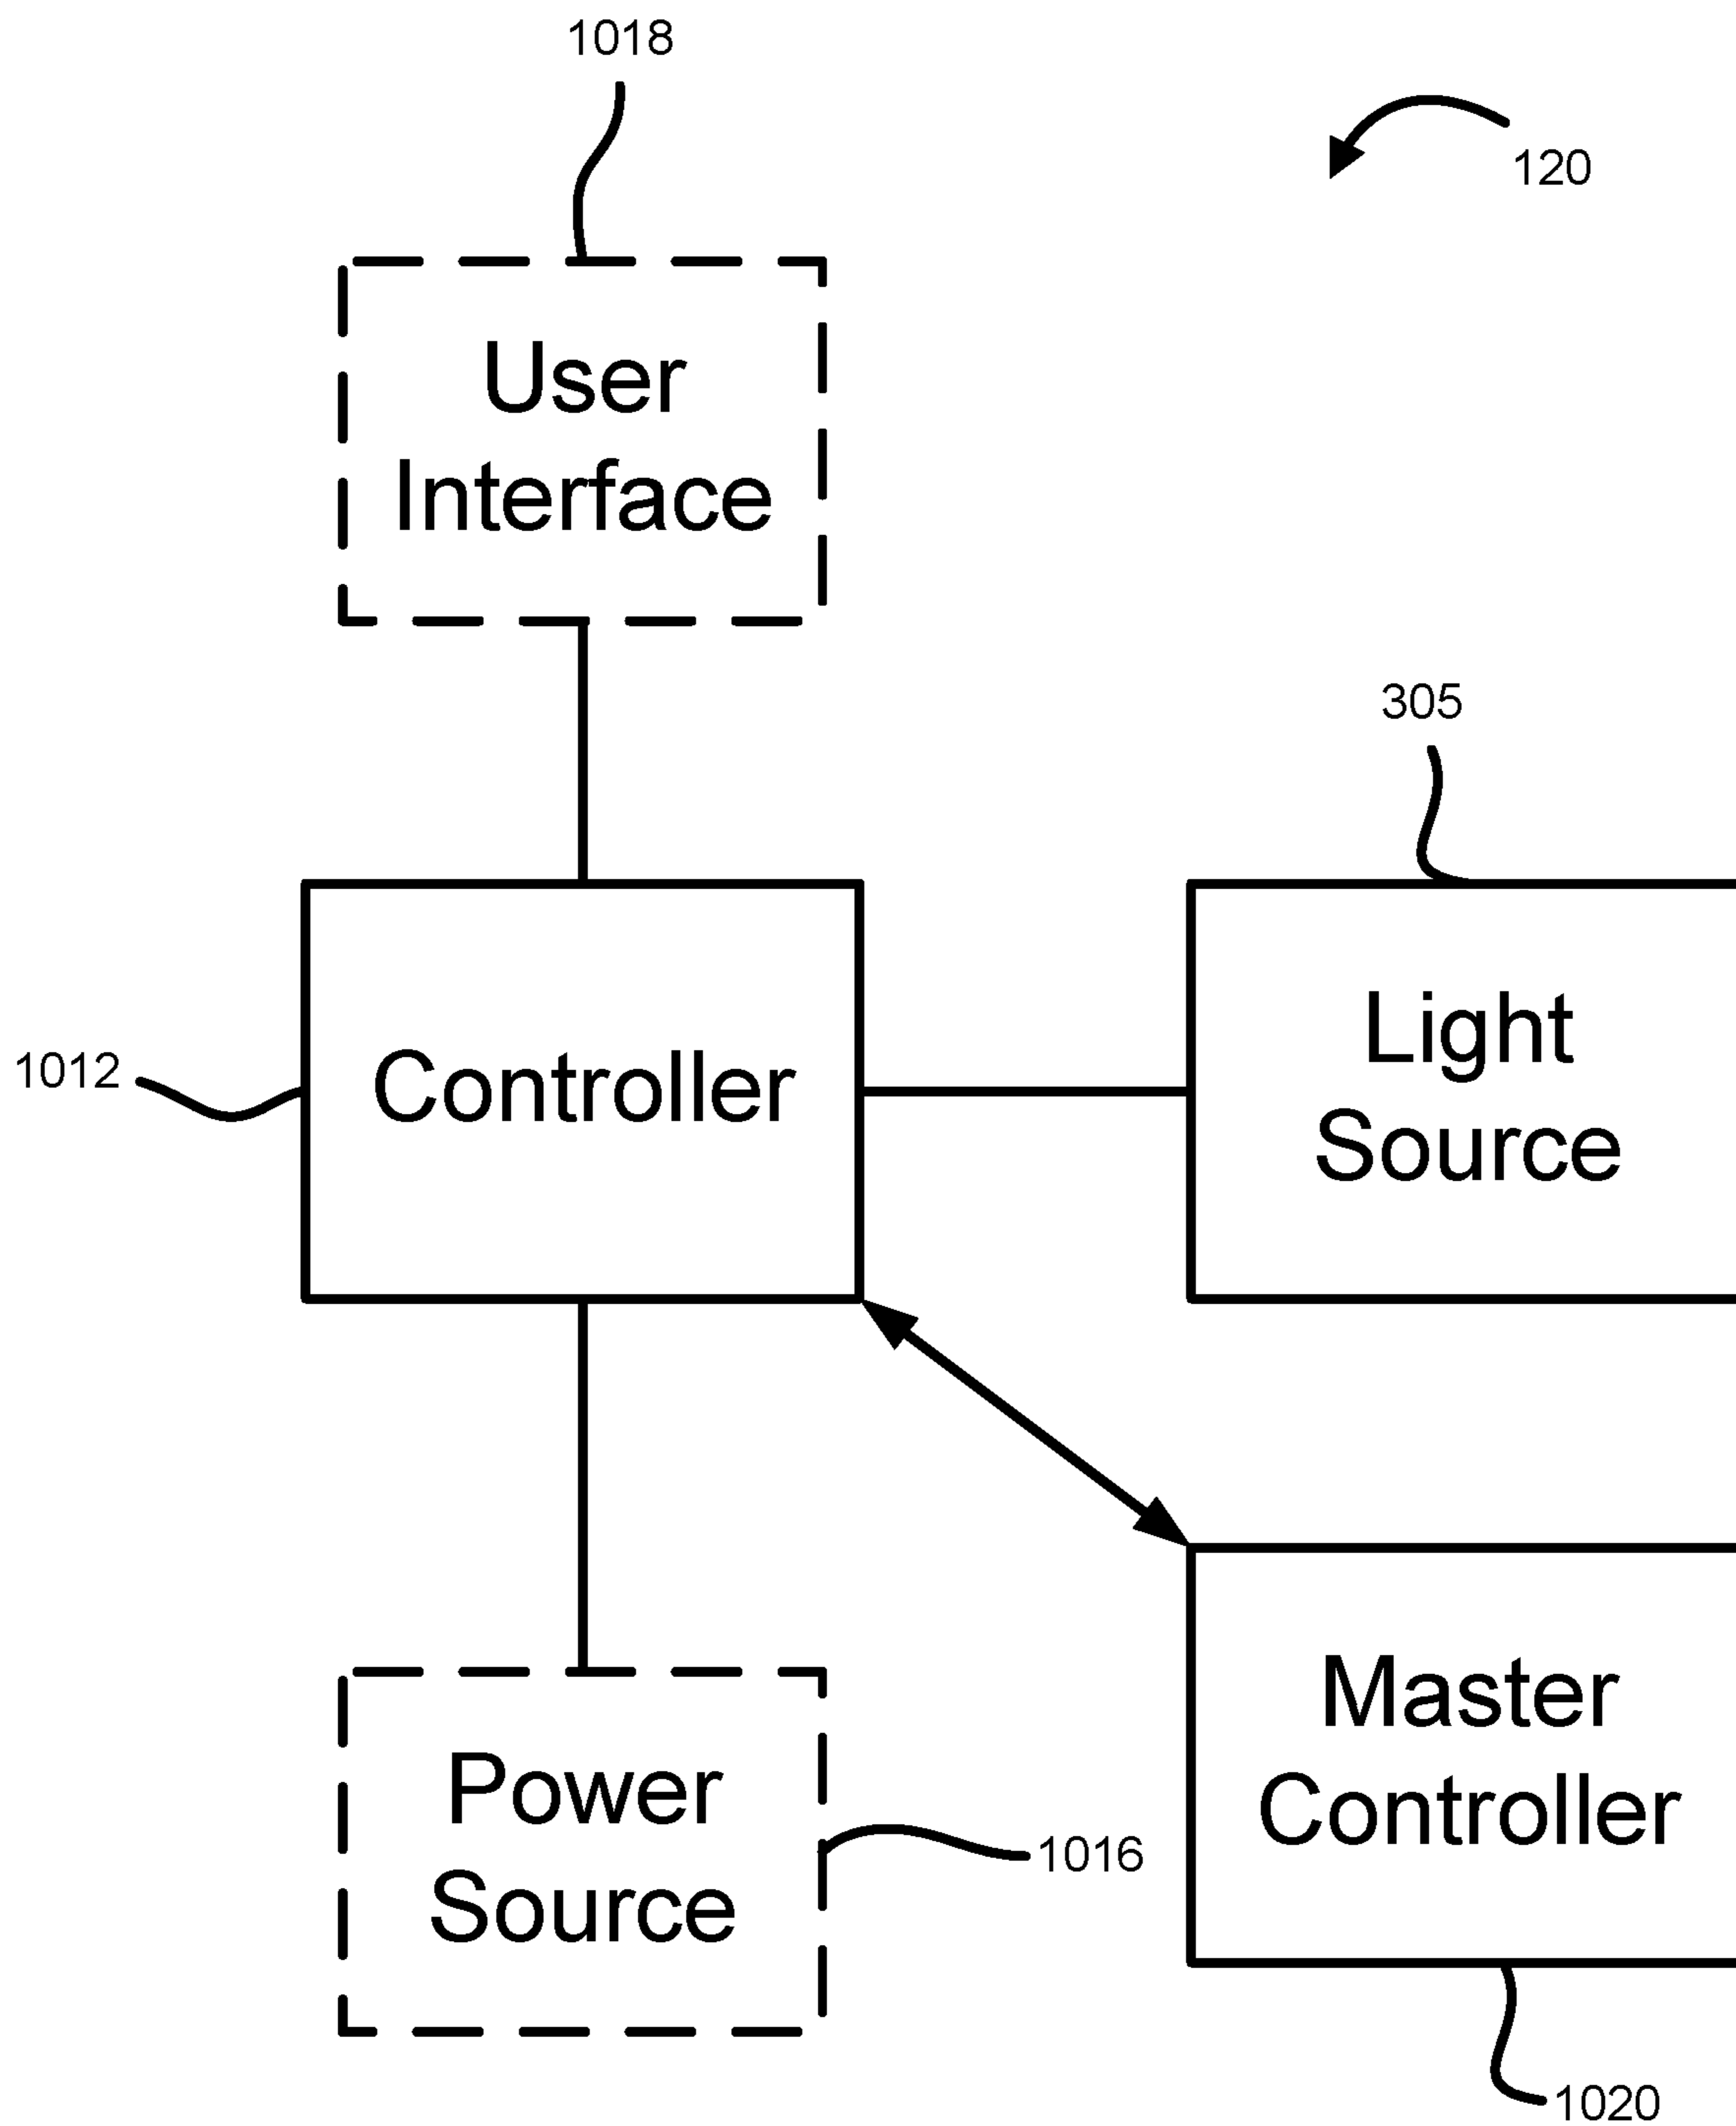 1018
120
User
Interface
305
1012
Controller
Light
Source
Master
Controller
Power
Source
1016
1020